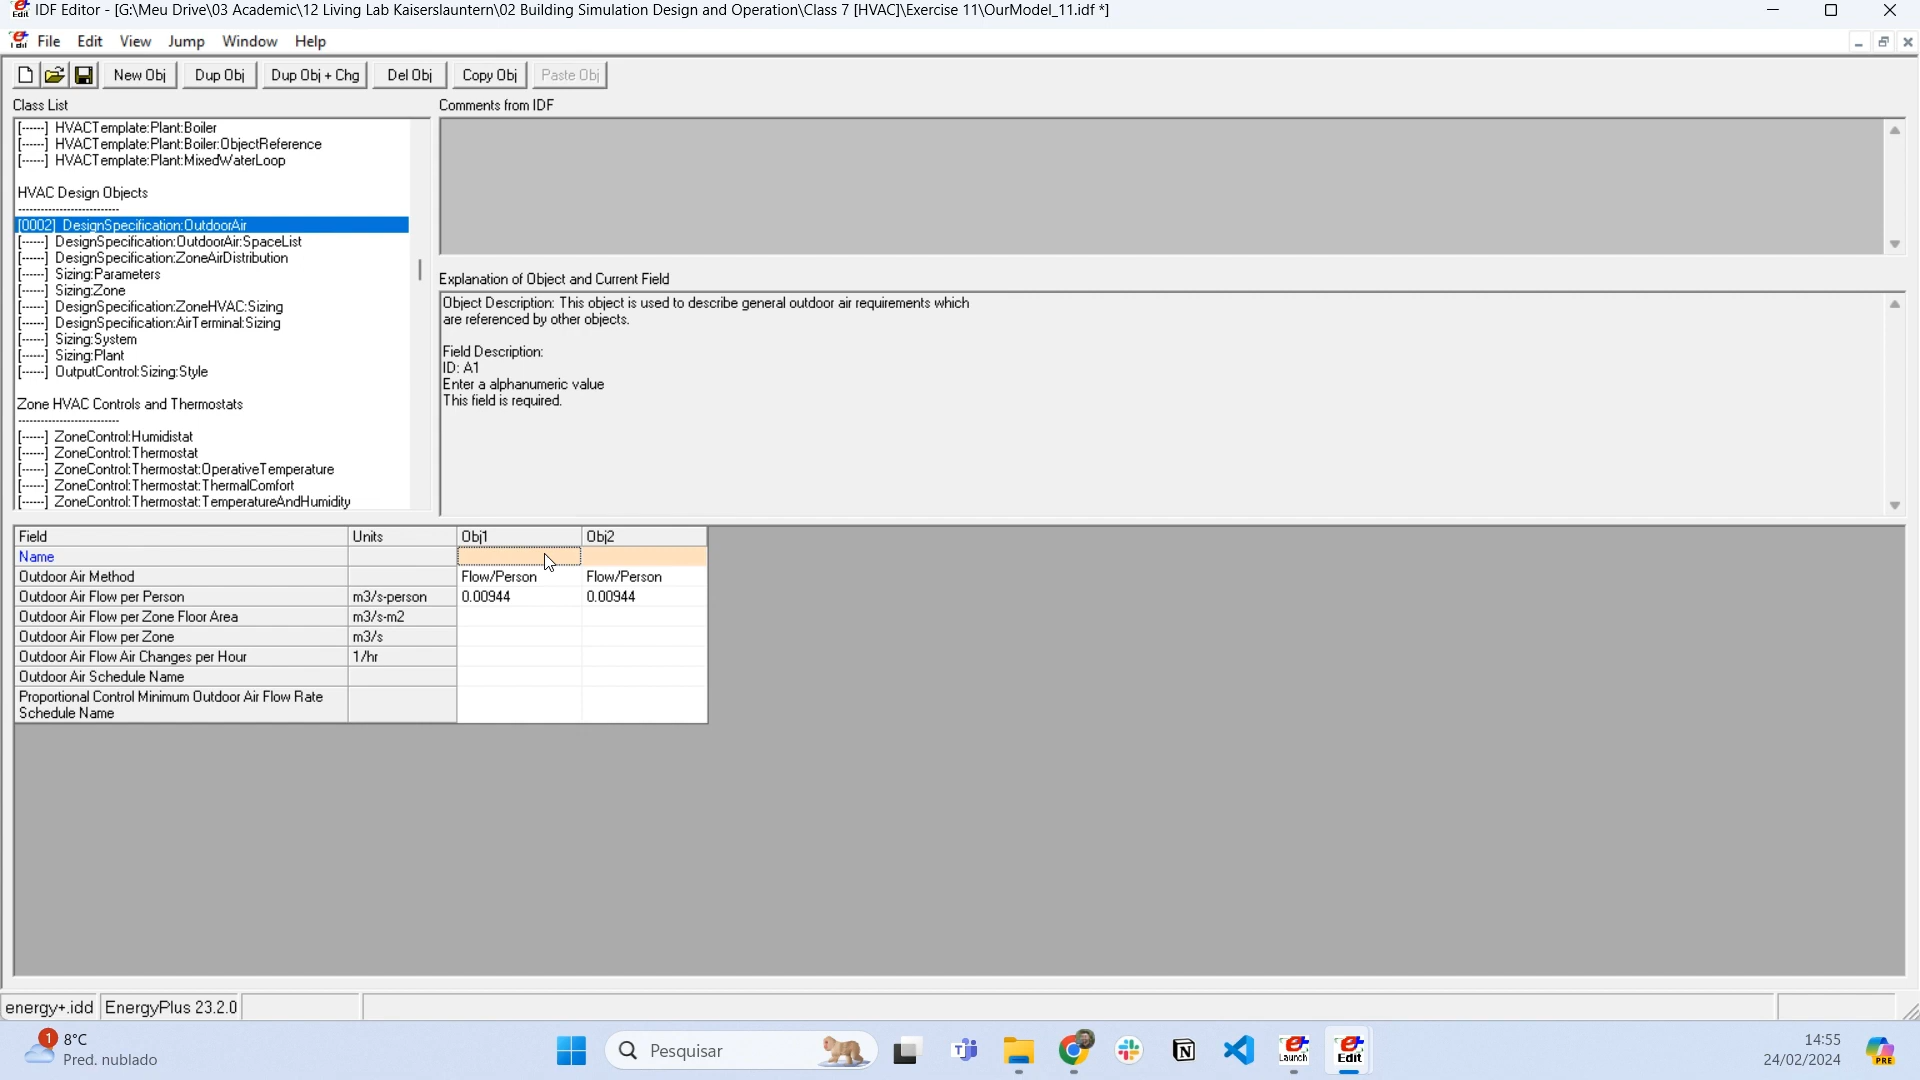 IDF Editor - [G:\Meu Drive\03 Academic\12 Living Lab Kaiserslauntern\02 Building Simulation Design and Operation\Class 7 [HVAC]\Exercise 11\OurModel_11.idf *]
File Edit View Jump Window Help
New Obj Dup Obj Dup Obj + Chg Del Obj Copy Obj Paste Obj
Class List
[------] HVACTemplate:Plant:Boiler
[------] HVACTemplate:Plant:Boiler:ObjectReference
[------] HVACTemplate:Plant:MixedWaterLoop
HVAC Design Objects
-------------------------
[0002] DesignSpecification:OutdoorAir
[------] DesignSpecification:OutdoorAir:SpaceList
[------] DesignSpecification:ZoneAirDistribution
[------] Sizing:Parameters
[------] Sizing:Zone
[------] DesignSpecification:ZoneHVAC:Sizing
[------] DesignSpecification:AirTerminal:Sizing
[------] Sizing:System
[------] Sizing:Plant
[------] OutputControl:Sizing:Style
Zone HVAC Controls and Thermostats
-------------------------
[------] ZoneControl:Humidistat
[------] ZoneControl:Thermostat
[------] ZoneControl:Thermostat:OperativeTemperature
[------] ZoneControl:Thermostat:ThermalComfort
[------] ZoneControl:Thermostat:TemperatureAndHumidity
Comments from IDF
Explanation of Object and Current Field
Object Description: This object is used to describe general outdoor air requirements which
are referenced by other objects.
Field Description:
ID: A1
Enter a alphanumeric value
This field is required.
Field Units Obj1 Obj2
Name
Outdoor Air Method Flow/Person Flow/Person
Outdoor Air Flow per Person m3/s-person 0.00944 0.00944
Outdoor Air Flow per Zone Floor Area m3/s-m2
Outdoor Air Flow per Zone m3/s
Outdoor Air Flow Air Changes per Hour 1/hr
Outdoor Air Schedule Name
Proportional Control Minimum Outdoor Air Flow Rate
Schedule Name
energy+.idd EnergyPlus 23.2.0
1 8°C
Pred. nublado
Pesquisar
Launch
Edit
14:55
24/02/2024
PRE